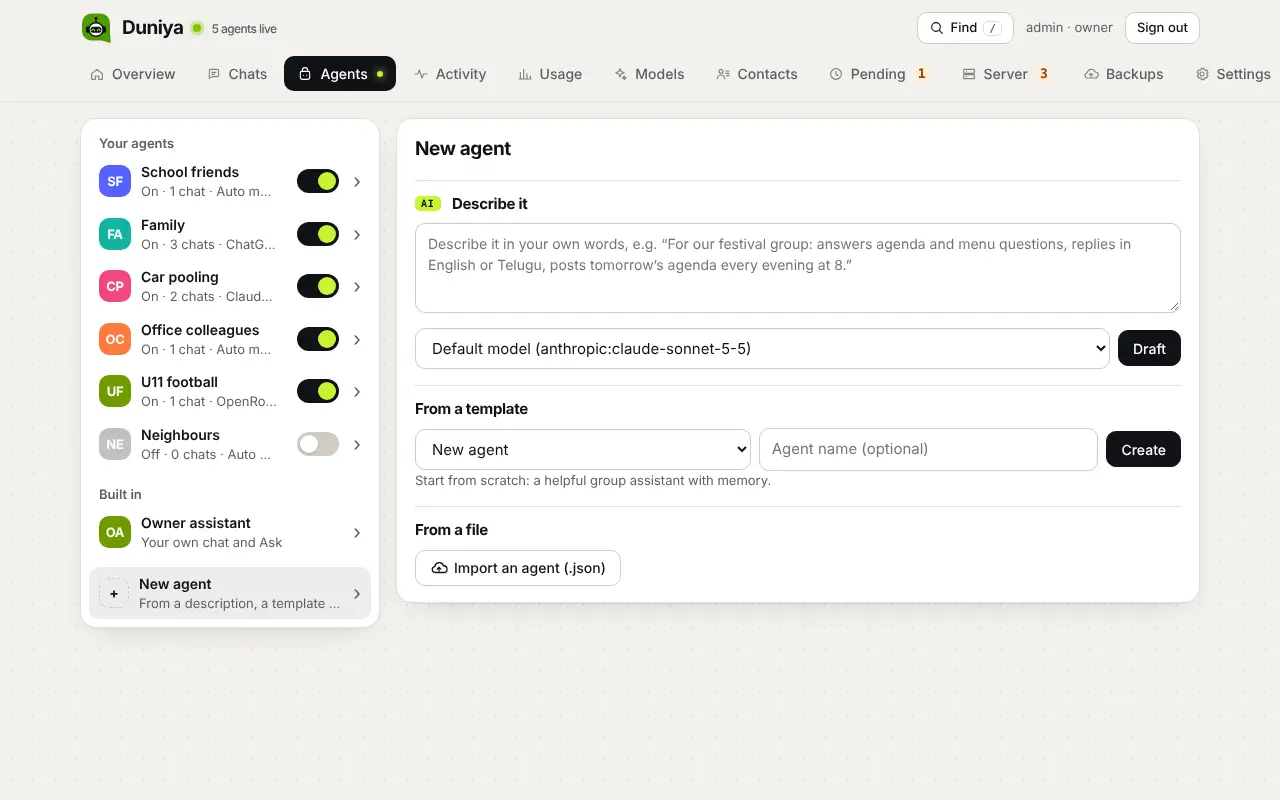 Duniya
5 agents live
Find /
admin · owner
Sign out
Overview
Chats
Agents
Activity
Usage
Models
Contacts
Pending 1
Server 3
Backups
Settings
Your agents
SF
School friends
On · 1 chat · Auto m...
FA
Family
On · 3 chats · ChatG...
CP
Car pooling
On · 2 chats · Claud...
OC
Office colleagues
On · 1 chat · Auto m...
UF
U11 football
On · 1 chat · OpenRo...
NE
Neighbours
Off · 0 chats · Auto ...
Built in
OA
Owner assistant
Your own chat and Ask
+
New agent
From a description, a template ...
New agent
AI Describe it
Describe it in your own words, e.g. “For our festival group: answers agenda and menu questions, replies in
English or Telugu, posts tomorrow’s agenda every evening at 8.”
Default model (anthropic:claude-sonnet-5-5)
Draft
From a template
New agent
Agent name (optional)
Create
Start from scratch: a helpful group assistant with memory.
From a file
Import an agent (.json)